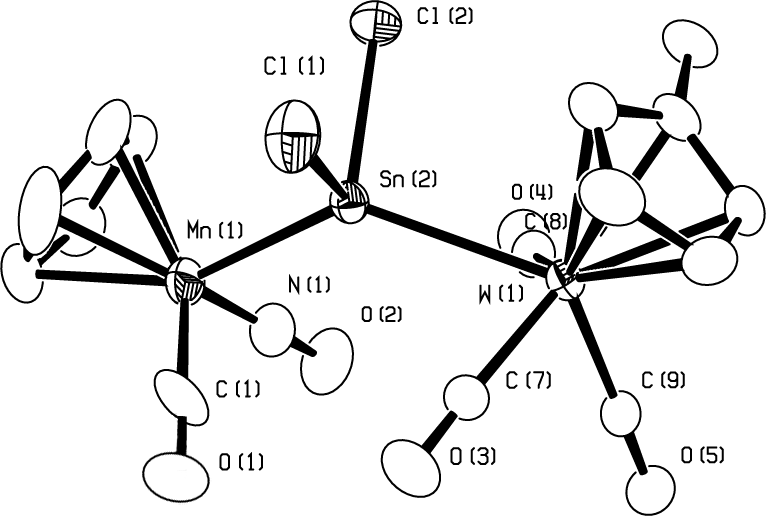 Cl(2)
Cl(1)
Sn(2)
O(4)
C(8)
Mn(1)
N(1)
W(1)
O(2)
C(1)
C(7)
C(9)
O(1)
O(3)
O(5)